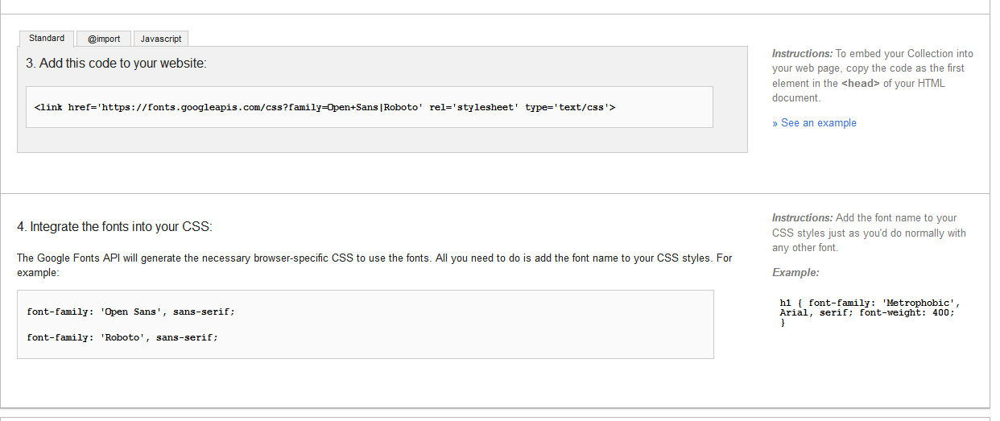 Standard
@import
Javascript
3. Add this code to your website:
<link href='https://fonts.googleapis.com/css?family=Open+Sans|Roboto' rel='stylesheet' type='text/css'>
Instructions: To embed your Collection into
your web page, copy the code as the first
element in the <head> of your HTML
document.
» See an example
4. Integrate the fonts into your CSS:
The Google Fonts API will generate the necessary browser-specific CSS to use the fonts. All you need to do is add the font name to your CSS styles. For
example:
font-family: 'Open Sans', sans-serif;
font-family: 'Roboto', sans-serif;
Instructions: Add the font name to your
CSS styles just as you'd do normally with
any other font.
Example:
h1 { font-family: 'Metrophobic',
Arial, serif; font-weight: 400;
}